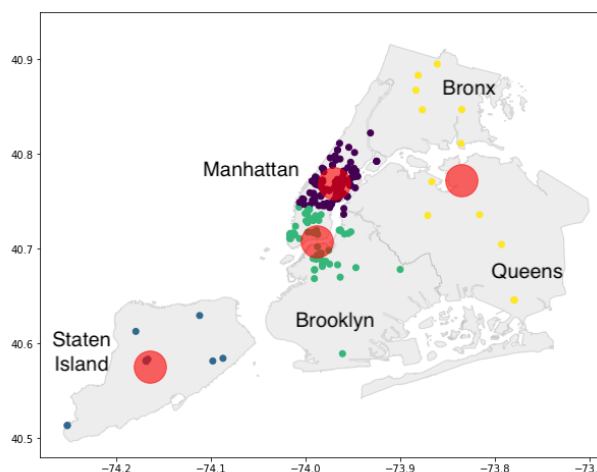 40.9
40.8
40.7
40.6
40.5
Bronx
Manhattan
Queens
Brooklyn
Staten
Island
−74.2 −74.1 −74.0 −73.9 −73.8 −73.7